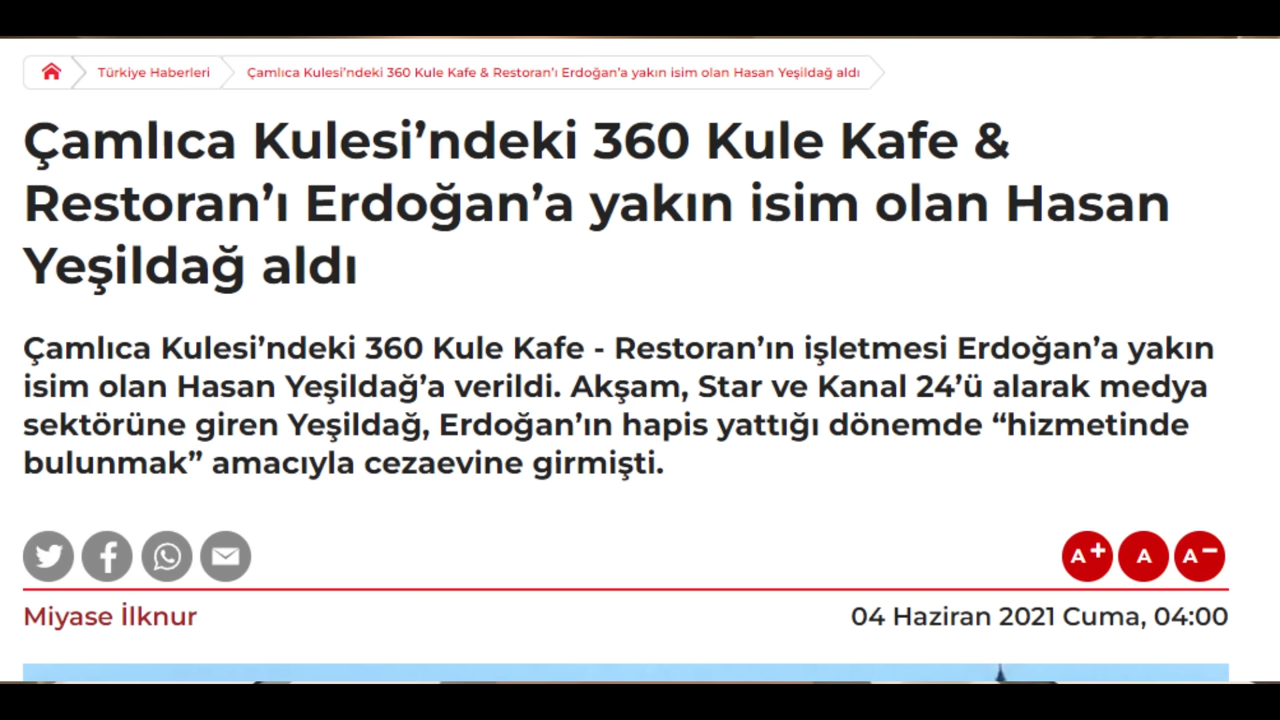 Türkiye Haberleri Çamlıca Kulesi’ndeki 360 Kule Kafe & Restoran’ı Erdoğan’a yakın isim olan Hasan Yeşildağ aldı
Çamlıca Kulesi’ndeki 360 Kule Kafe &
Restoran’ı Erdoğan’a yakın isim olan Hasan
Yeşildağ aldı
Çamlıca Kulesi’ndeki 360 Kule Kafe - Restoran’ın işletmesi Erdoğan’a yakın
isim olan Hasan Yeşildağ’a verildi. Akşam, Star ve Kanal 24’ü alarak medya
sektörüne giren Yeşildağ, Erdoğan’ın hapis yattığı dönemde “hizmetinde
bulunmak” amacıyla cezaevine girmişti.
A+ A A−
Miyase İlknur 04 Haziran 2021 Cuma, 04:00